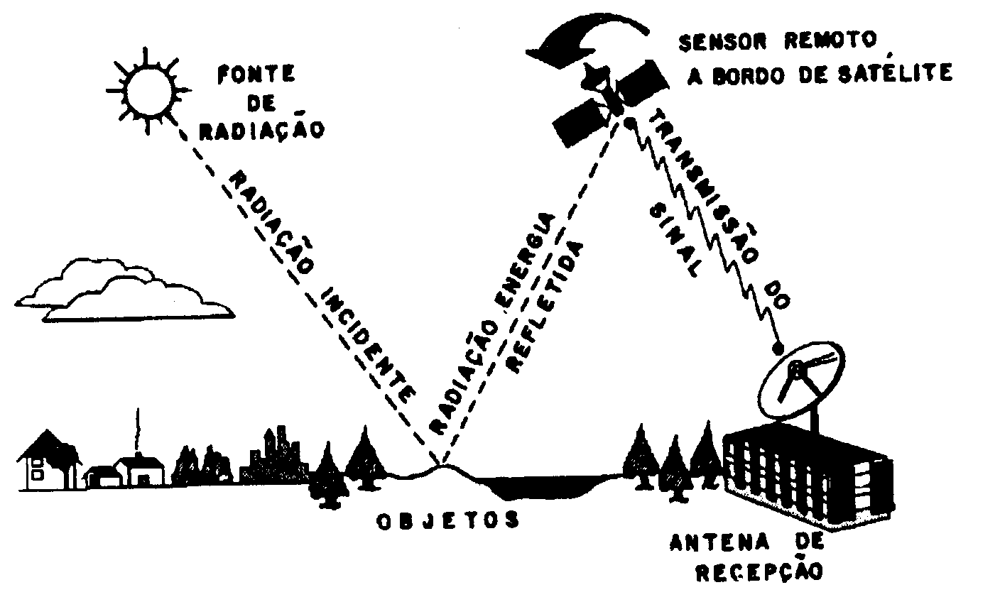 FONTE
DE
RADIAÇÃO
SENSOR REMOTO
A BORDO DE SATÉLITE
RADIAÇÃO INCIDENTE
RADIAÇÃO ENERGIA
REFLETIDA
TRANSMISSÃO DO
SINAL
OBJETOS
ANTENA DE
RECEPÇÃO